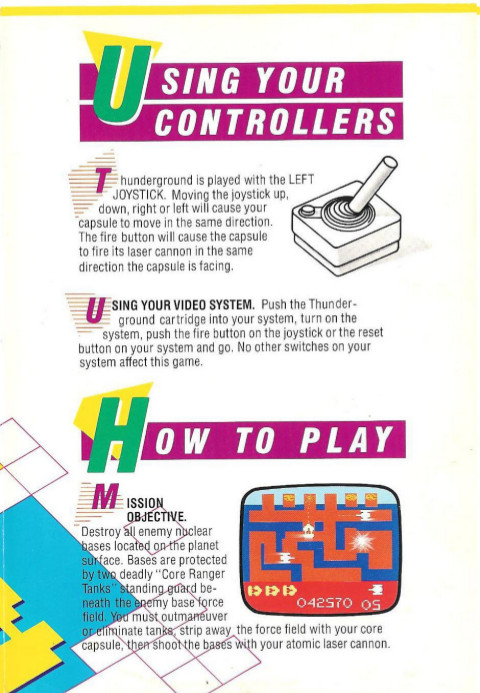 USING YOUR
CONTROLLERS
Thunderground is played with the LEFT
JOYSTICK. Moving the joystick up,
down, right or left will cause your
capsule to move in the same direction.
The fire button will cause the capsule
to fire its laser cannon in the same
direction the capsule is facing.
USING YOUR VIDEO SYSTEM. Push the Thunder-
ground cartridge into your system, turn on the
system, push the fire button on the joystick or the reset
button on your system and go. No other switches on your
system affect this game.
HOW TO PLAY
MISSION
OBJECTIVE.
Destroy all enemy nuclear
bases located on the planet
surface. Bases are protected
by two deadly "Core Ranger
Tanks" standing guard be-
neath the enemy base force
field. You must outmaneuver
or eliminate tanks, strip away the force field with your core
capsule, then shoot the bases with your atomic laser cannon.
042570 05